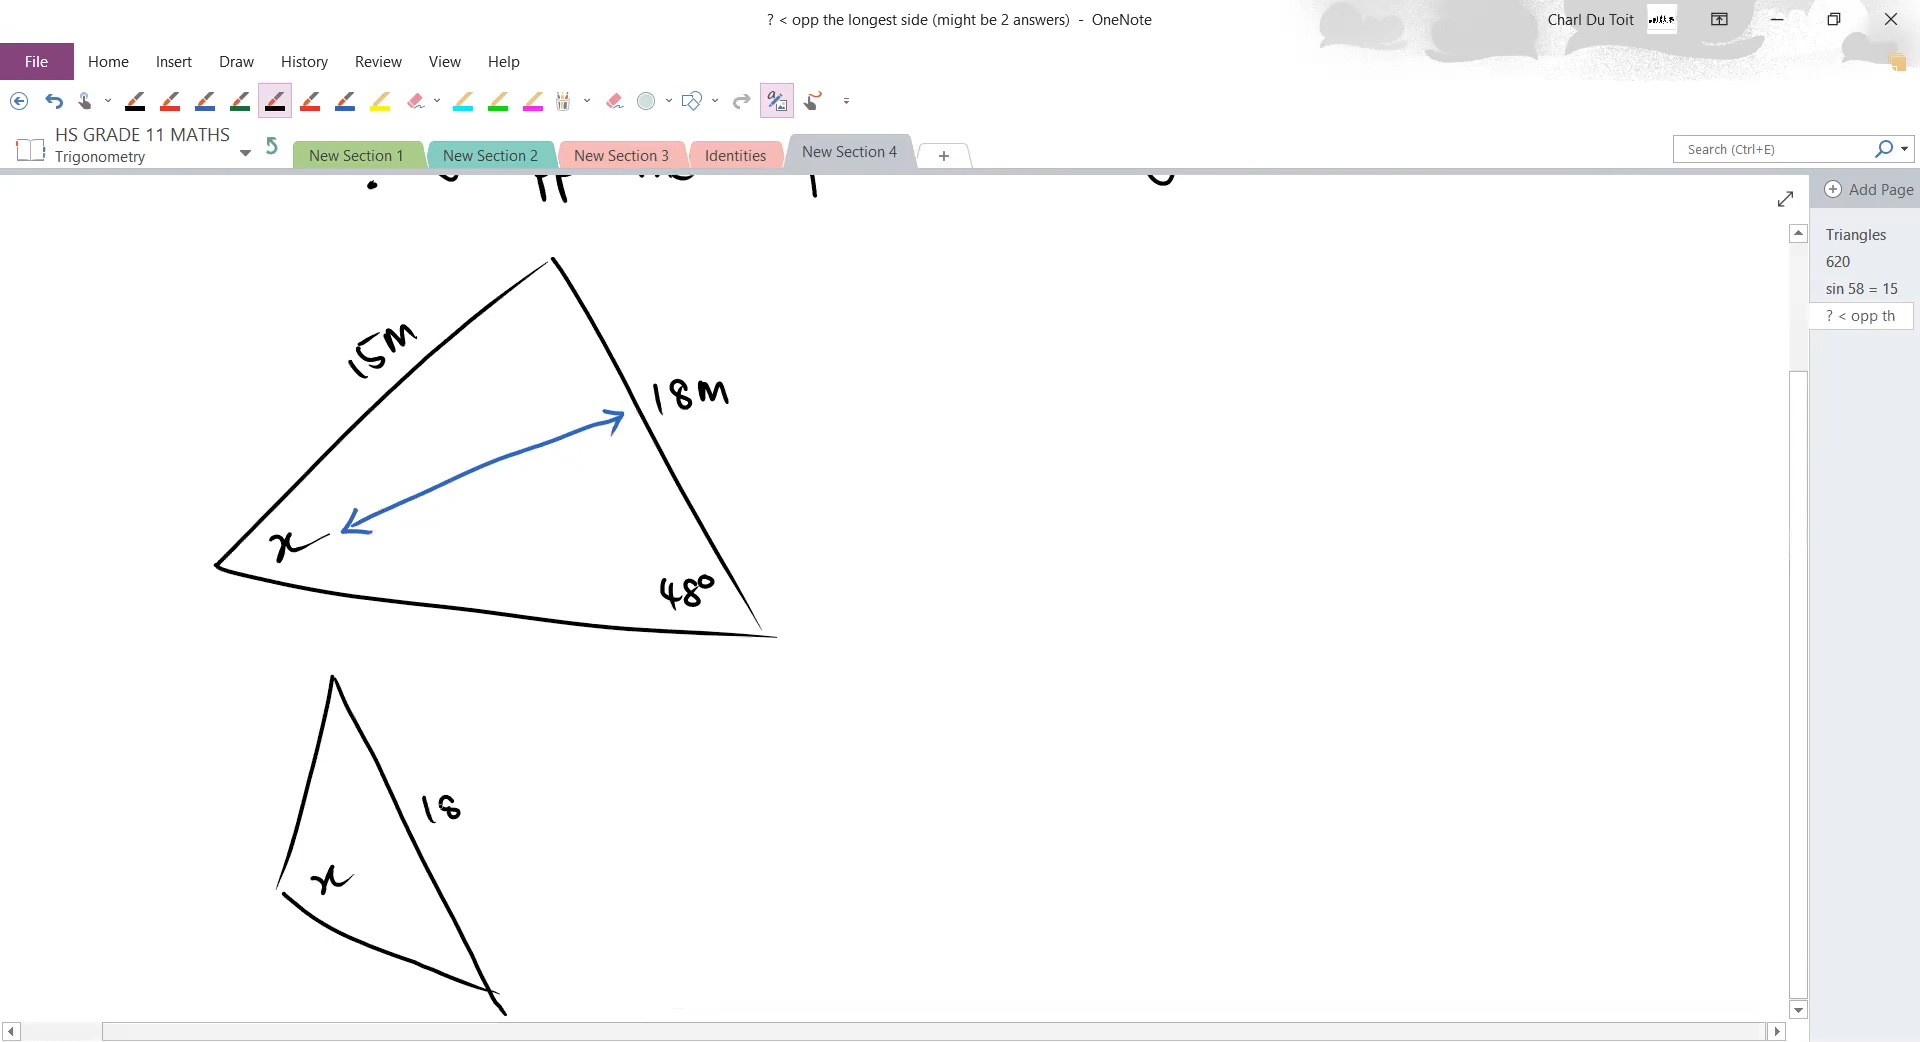 ? < opp the longest side (might be 2 answers) - OneNote
Charl Du Toit
File Home Insert Draw History Review View Help
HS GRADE 11 MATHS
Trigonometry
New Section 1
New Section 2
New Section 3
Identities
New Section 4
+
Search (Ctrl+E)
Add Page
Triangles
620
sin 58 = 15
? < opp th
15m
18m
x
48°
18
x